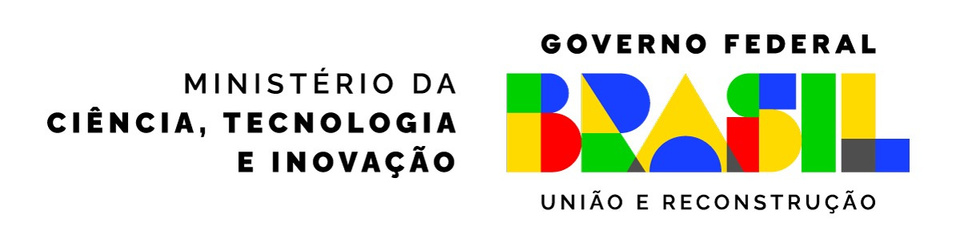 MINISTÉRIO DA
CIÊNCIA, TECNOLOGIA
E INOVAÇÃO
GOVERNO FEDERAL
BRASIL
UNIÃO E RECONSTRUÇÃO